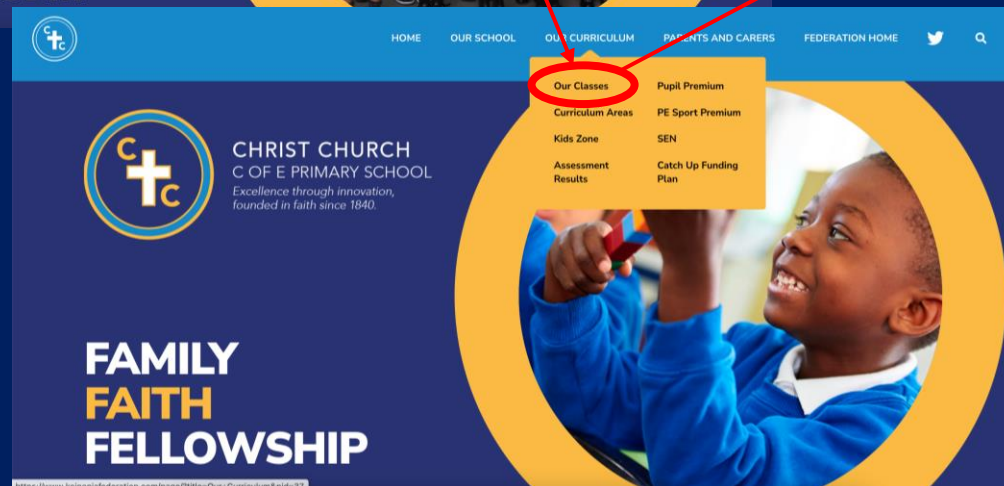 C
t
C
HOME OUR SCHOOL OUR CURRICULUM PARENTS AND CARERS FEDERATION HOME
Our Classes Pupil Premium
Curriculum Areas PE Sport Premium
Kids Zone SEN
Assessment Catch Up Funding
Results Plan
C
C
CHRIST CHURCH
C OF E PRIMARY SCHOOL
Excellence through innovation,
founded in faith since 1840.
FAMILY
FAITH
FELLOWSHIP